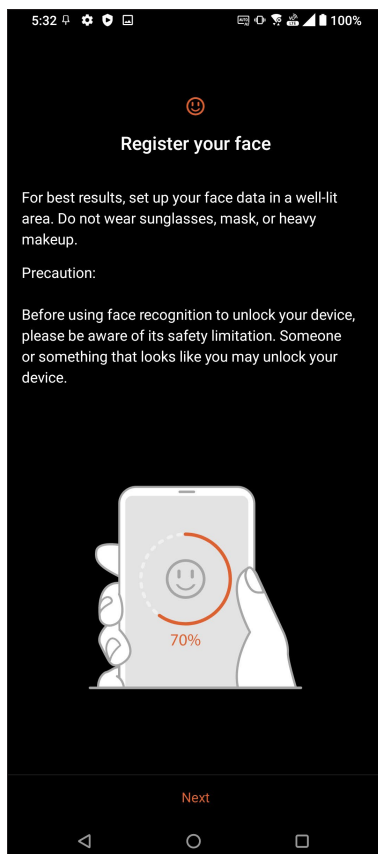 5:32 100%
Register your face
For best results, set up your face data in a well-lit
area. Do not wear sunglasses, mask, or heavy
makeup.
Precaution:
Before using face recognition to unlock your device,
please be aware of its safety limitation. Someone
or something that looks like you may unlock your
device.
70%
Next